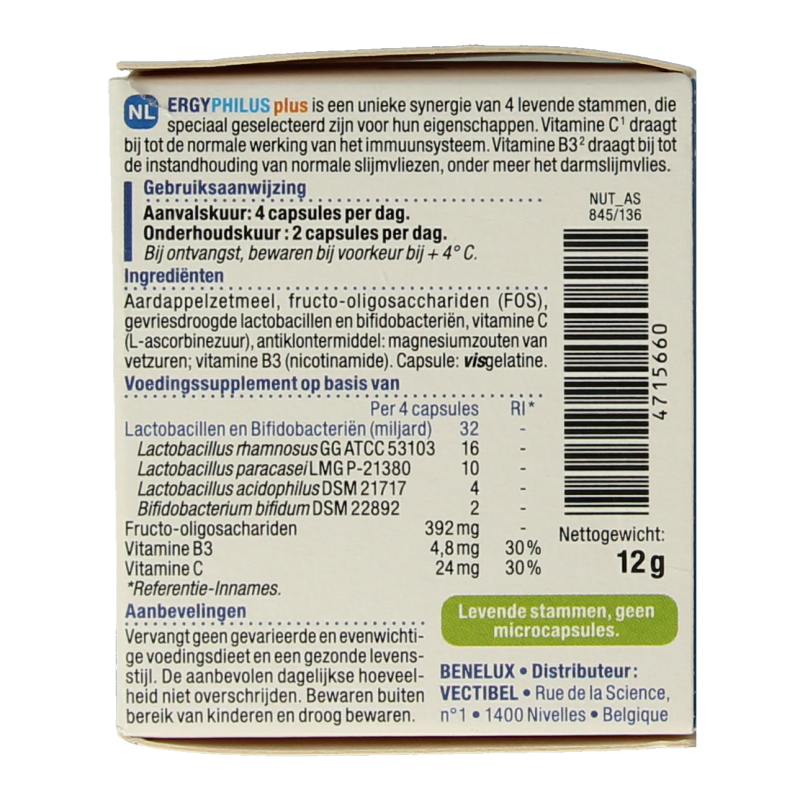 NL
ERGYPHILUS plus is een unieke synergie van 4 levende stammen, die
speciaal geselecteerd zijn voor hun eigenschappen. Vitamine C¹ draagt
bij tot de normale werking van het immuunsysteem. Vitamine B3² draagt bij tot
de instandhouding van normale slijmvliezen, onder meer het darmslijmvlies.
Gebruiksaanwijzing
Aanvalskuur: 4 capsules per dag.
Onderhoudskuur : 2 capsules per dag.
Bij ontvangst, bewaren bij voorkeur bij + 4° C.
NUT_AS
845/136
4715660
Ingrediënten
Aardappelzetmeel, fructo-oligosacchariden (FOS),
gevriesdroogde lactobacillen en bifidobacteriën, vitamine C
(L-ascorbinezuur), antiklontermiddel: magnesiumzouten van
vetzuren; vitamine B3 (nicotinamide). Capsule: visgelatine.
Voedingssupplement op basis van
Per 4 capsules RI*
Lactobacillen en Bifidobacteriën (miljard) 32 -
Lactobacillus rhamnosus GG ATCC 53103 16 -
Lactobacillus paracasei LMG P-21380 10 -
Lactobacillus acidophilus DSM 21717 4 -
Bifidobacterium bifidum DSM 22892 2 -
Fructo-oligosachariden 392 mg -
Vitamine B3 4,8 mg 30 %
Vitamine C 24 mg 30 %
*Referentie-Innames.
Nettogewicht:
12 g
Aanbevelingen
Vervangt geen gevarieerde en evenwichti-
ge voedingsdieet en een gezonde levens-
stijl. De aanbevolen dagelijkse hoeveel-
heid niet overschrijden. Bewaren buiten
bereik van kinderen en droog bewaren.
Levende stammen, geen
microcapsules.
BENELUX • Distributeur :
VECTIBEL • Rue de la Science,
n°1 • 1400 Nivelles • Belgique